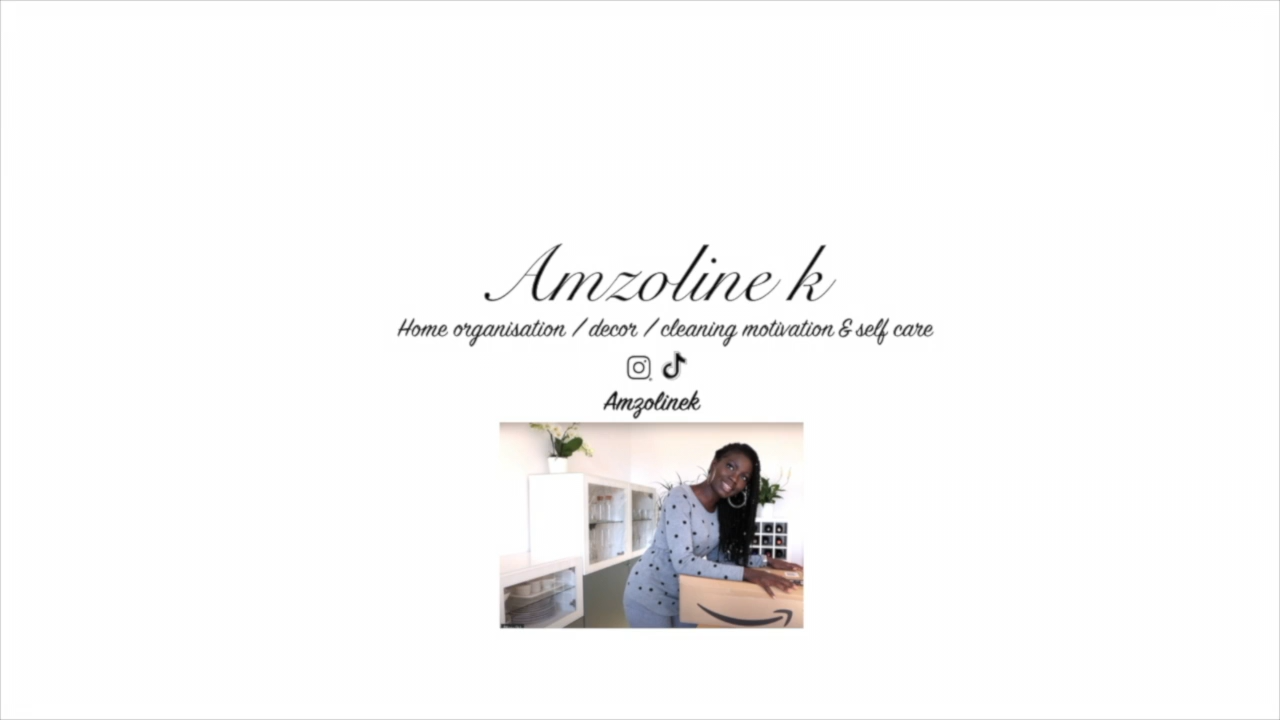 Amzoline k
Home organisation / decor / cleaning motivation & self care
Amzolinek